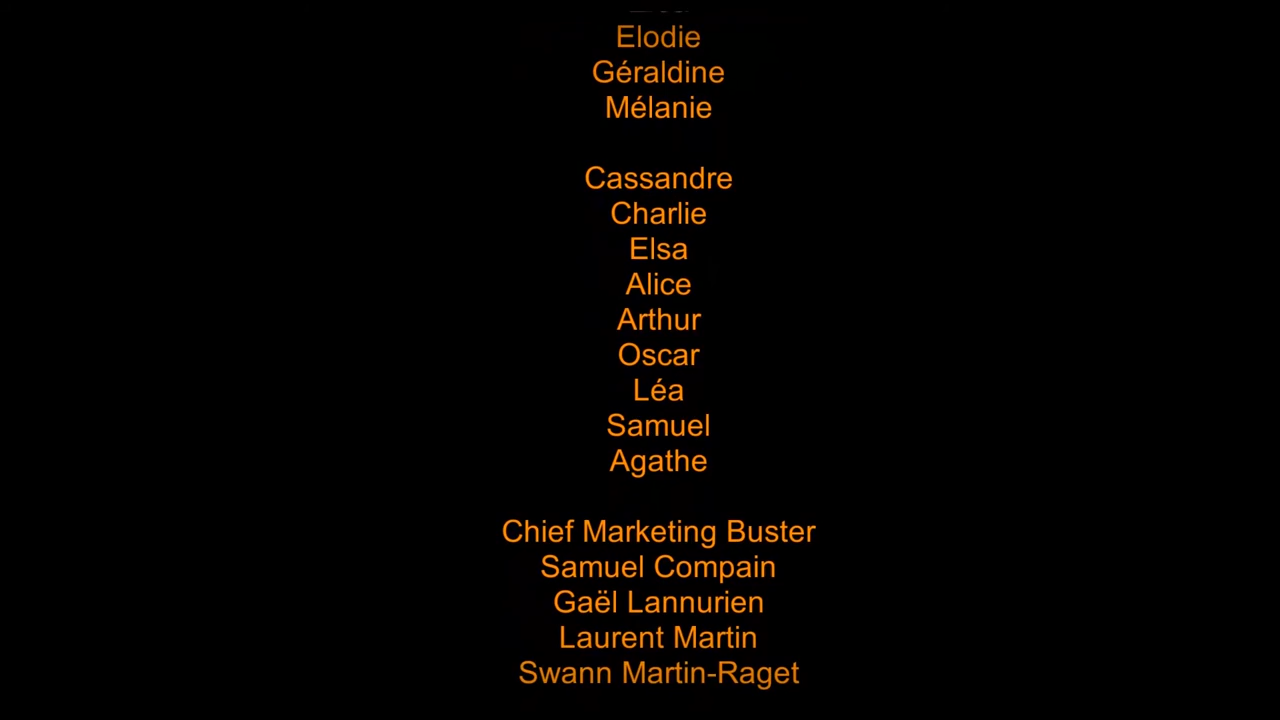 Elodie
Géraldine
Mélanie
Cassandre
Charlie
Elsa
Alice
Arthur
Oscar
Léa
Samuel
Agathe
Chief Marketing Buster
Samuel Compain
Gaël Lannurien
Laurent Martin
Swann Martin-Raget